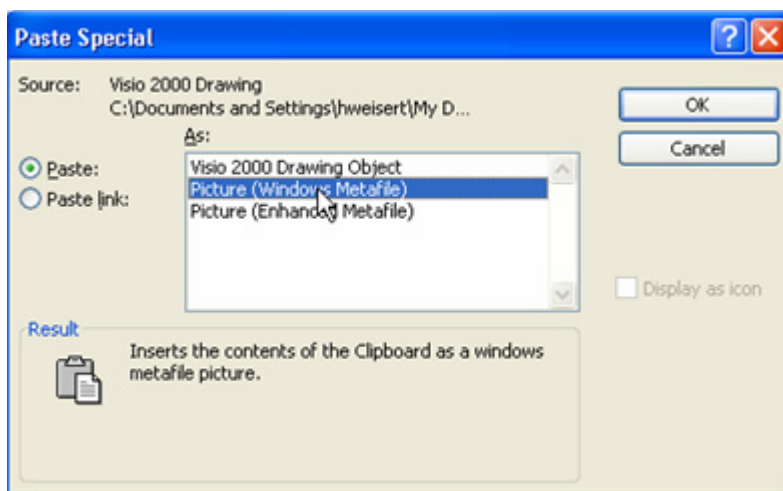 Paste Special
Source: Visio 2000 Drawing
C:\Documents and Settings\hweisert\My D...
OK
As:
Cancel
Paste:
Visio 2000 Drawing Object
Paste link:
Picture (Windows Metafile)
Picture (Enhanced Metafile)
Display as icon
Result
Inserts the contents of the Clipboard as a windows
metafile picture.